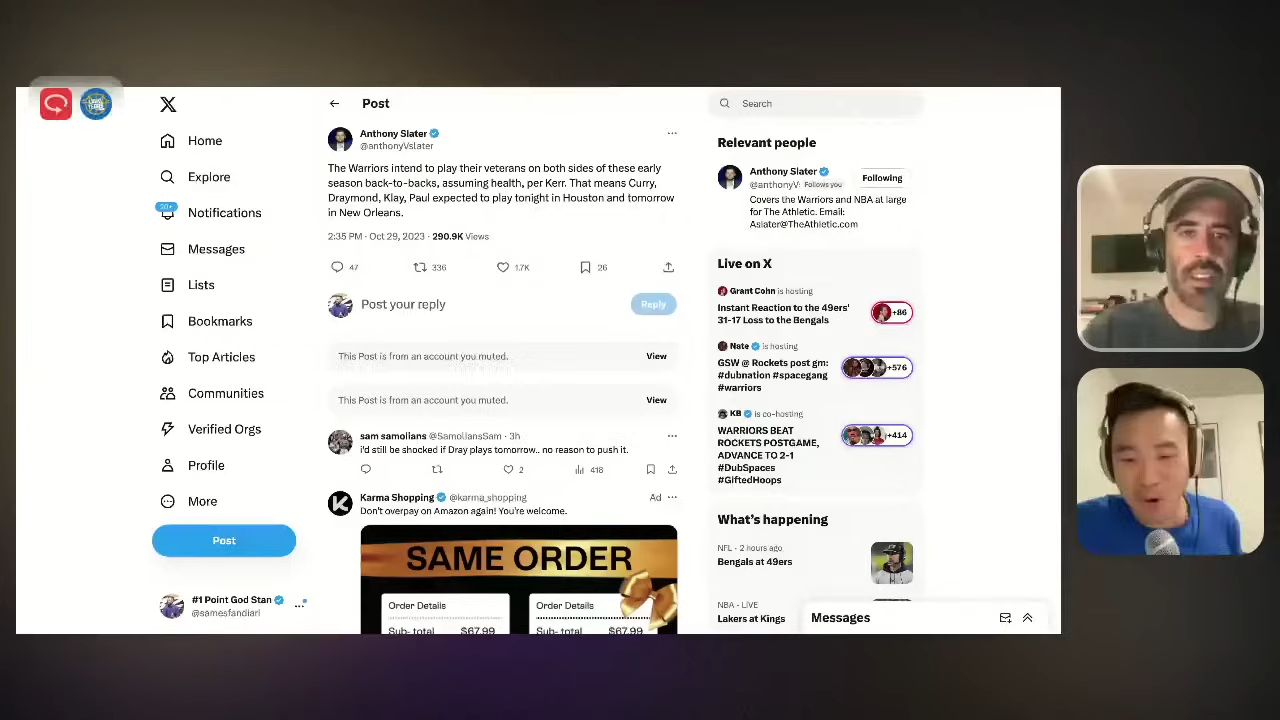 Home
Explore
50+
Notifications
Messages
Lists
Bookmarks
Top Articles
Communities
Verified Orgs
Profile
More
Post
#1 Point God Stan
@samesfandiari
Post
Anthony Slater
@anthonyVslater
The Warriors intend to play their veterans on both sides of these early
season back-to-backs, assuming health, per Kerr. That means Curry,
Draymond, Klay, Paul expected to play tonight in Houston and tomorrow
in New Orleans.
2:35 PM · Oct 29, 2023 · 290.9K Views
47 336 1.7K 26
Post your reply
Reply
This Post is from an account you muted. View
This Post is from an account you muted. View
sam samolians @SamoliansSam · 3h
i'd still be shocked if Dray plays tomorrow.. no reason to push it.
2 418
Karma Shopping @karma_shopping Ad
Don't overpay on Amazon again! You're welcome.
SAME ORDER
Order Details Order Details
Sub- total $67.99 Sub- total $67.99
Search
Relevant people
Anthony Slater
@anthonyV: Follows you
Following
Covers the Warriors and NBA at large
for The Athletic. Email:
Aslater@TheAthletic.com
Live on X
Grant Cohn is hosting
Instant Reaction to the 49ers'
31-17 Loss to the Bengals
+86
Nate is hosting
GSW @ Rockets post gm:
#dubnation #spacegang
#warriors
+576
KB is co-hosting
WARRIORS BEAT
ROCKETS POSTGAME,
ADVANCE TO 2-1
#DubSpaces
#GiftedHoops
+414
What's happening
NFL · 2 hours ago
Bengals at 49ers
NBA · LIVE
Lakers at Kings
Messages